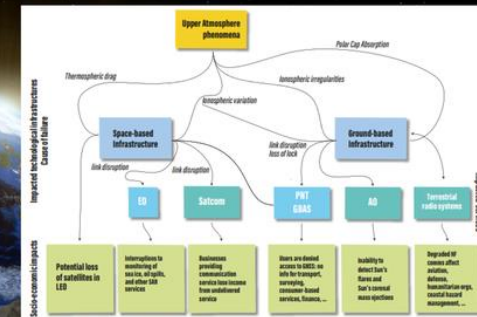 Upper Atmosphere
phenomena
Polar Cap Absorption
Thermospheric drag
Ionospheric irregularities
Ionospheric variation
Impacted technological infrastructures
Cause of failure
Space-based
Infrastructure
Ground-based
Infrastructure
link disruption
link disruption
link disruption
loss of lock
EO
Satcom
PNT
GBAS
AO
Terrestrial
radio systems
Socio-economic impacts
Potential loss
of satellites in
LEO
Interruptions to
monitoring of
sea ice, oil spills,
and other SAR
services
Businesses
providing
communication
service lose income
from undelivered
service
Users are denied
access to GNSS: no
info for transport,
surveying,
consumer-based
services, finance, ...
Inability to
detect Sun's
flares and
Sun's coronal
mass ejections
Degraded HF
comms affect
aviation,
defense,
humanitarian orgs,
coastal hazard
management, ...